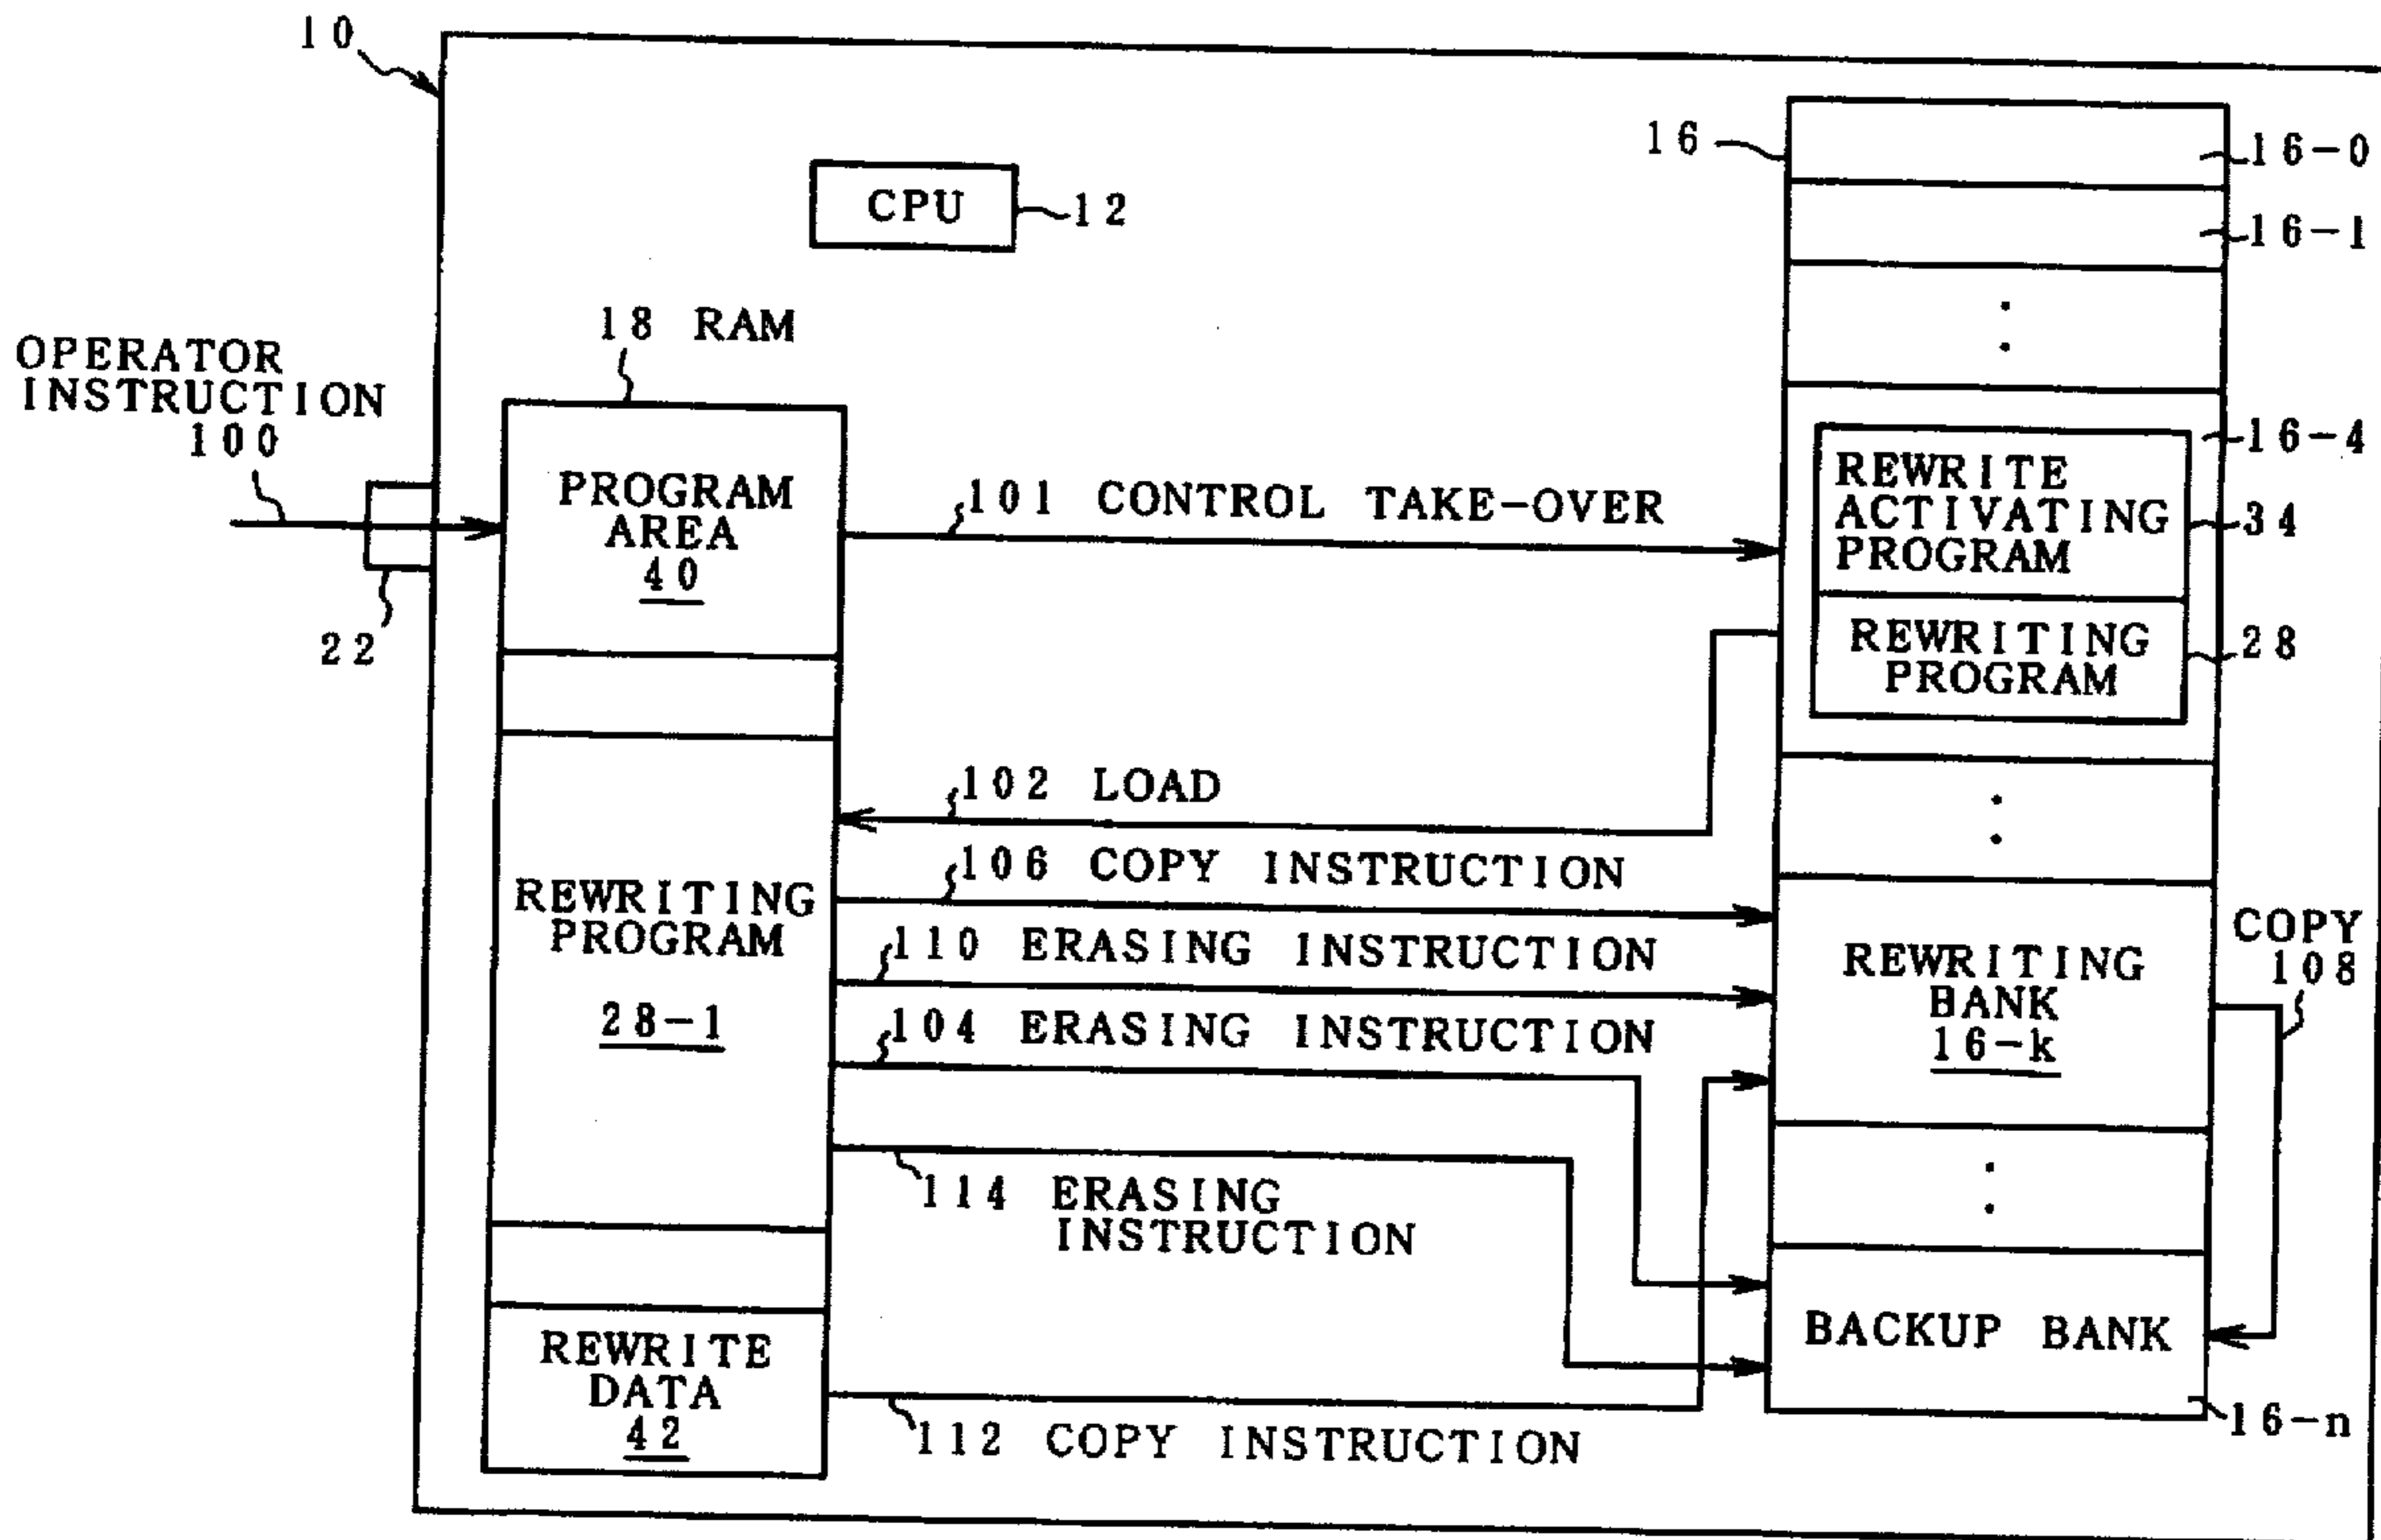 10
16
16-0
CPU
12
16-1
18 RAM
OPERATOR
INSTRUCTION
100
22
PROGRAM
AREA
40
101 CONTROL TAKE-OVER
16-4
REWRITE
ACTIVATING
PROGRAM
34
REWRITING
PROGRAM
28
102 LOAD
106 COPY INSTRUCTION
REWRITING
PROGRAM
28-1
110 ERASING INSTRUCTION
104 ERASING INSTRUCTION
REWRITING
BANK
16-k
COPY
108
114 ERASING
INSTRUCTION
BACKUP BANK
16-n
REWRITE
DATA
42
112 COPY INSTRUCTION